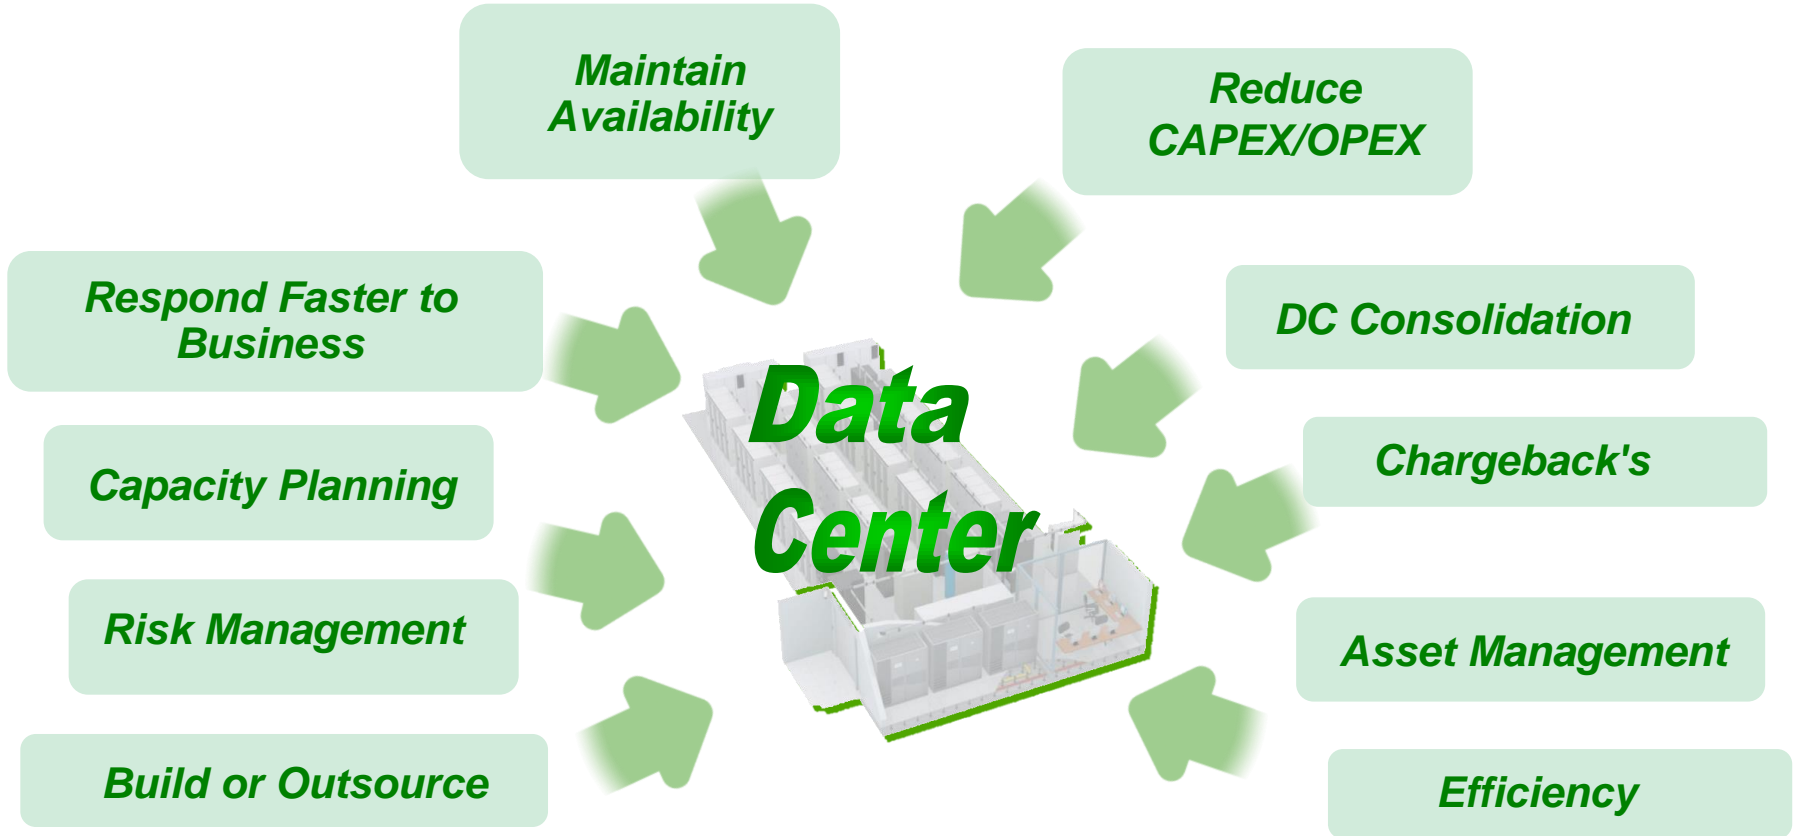 Maintain
Availability
Reduce
CAPEX/OPEX
Respond Faster to
Business
DC Consolidation
Data
Center
Capacity Planning
Chargeback's
Risk Management
Asset Management
Build or Outsource
Efficiency